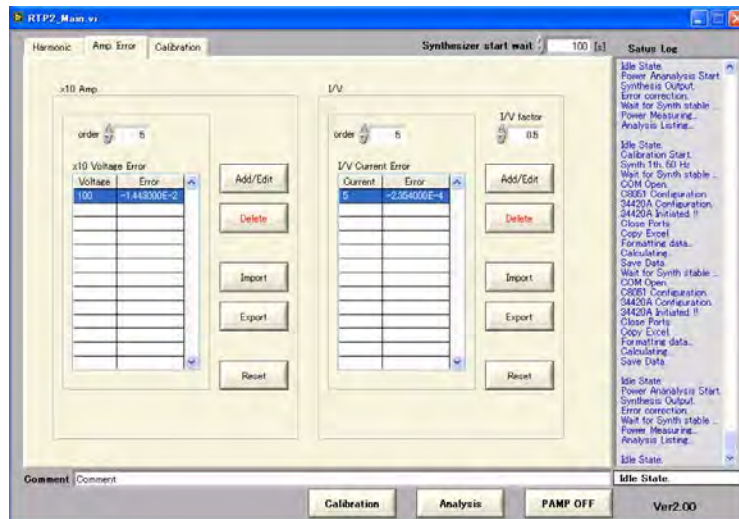 RTP2_Main.vi
Harmonic Amp. Error Calibration Synthesizer start wait 100 [s] Satus Log
x10 Amp.
order 5
x10 Voltage Error
Voltage Error
100 -1.443000E-2
Add/Edit
Delete
Import
Export
Reset
I/V
I/V factor
order 5 0.5
I/V Current Error
Current Error
5 -2.354000E-4
Add/Edit
Delete
Import
Export
Reset
Idle State.
Power Ananalysis Start.
Synthesis Output.
Error correction.
Wait for Synth stable ...
Power Measuring...
Analysis Listing...
Idle State.
Calibration Start.
Synth 1th, 50 Hz
Wait for Synth stable ...
COM Open.
C8051 Configuration.
34420A Configuration.
34420A Initiated !!
Close Ports.
Copy Excel.
Formatting data...
Calculating...
Save Data.
Wait for Synth stable ...
COM Open.
C8051 Configuration.
34420A Configuration.
34420A Initiated !!
Close Ports.
Copy Excel.
Formatting data...
Calculating...
Save Data.
Idle State.
Power Ananalysis Start.
Synthesis Output.
Error correction.
Wait for Synth stable ...
Power Measuring...
Analysis Listing...
Idle State.
Comment Comment
Idle State.
Calibration Analysis PAMP OFF Ver2.00